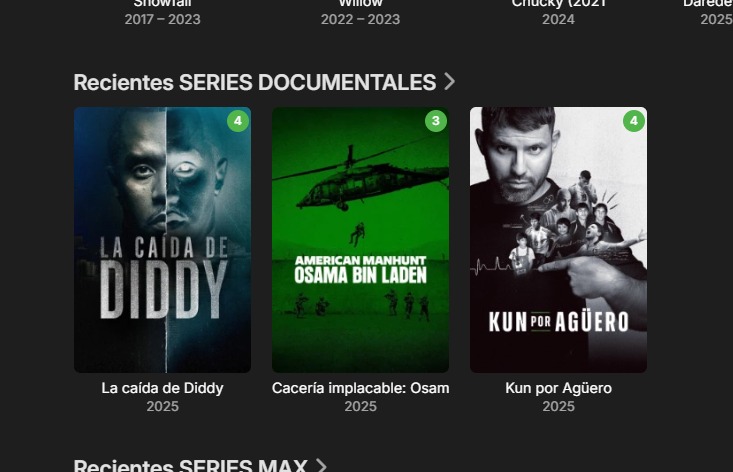 Snowfall
Willow
Chucky (2021
Darede
2017 – 2023
2022 – 2023
2024
2025
Recientes SERIES DOCUMENTALES
4
3
4
LA CAÍDA DE
DIDDY
AMERICAN MANHUNT
OSAMA BIN LADEN
KUN POR AGÜERO
La caída de Diddy
Cacería implacable: Osam
Kun por Agüero
2025
2025
2025
Recientes SERIES MAX